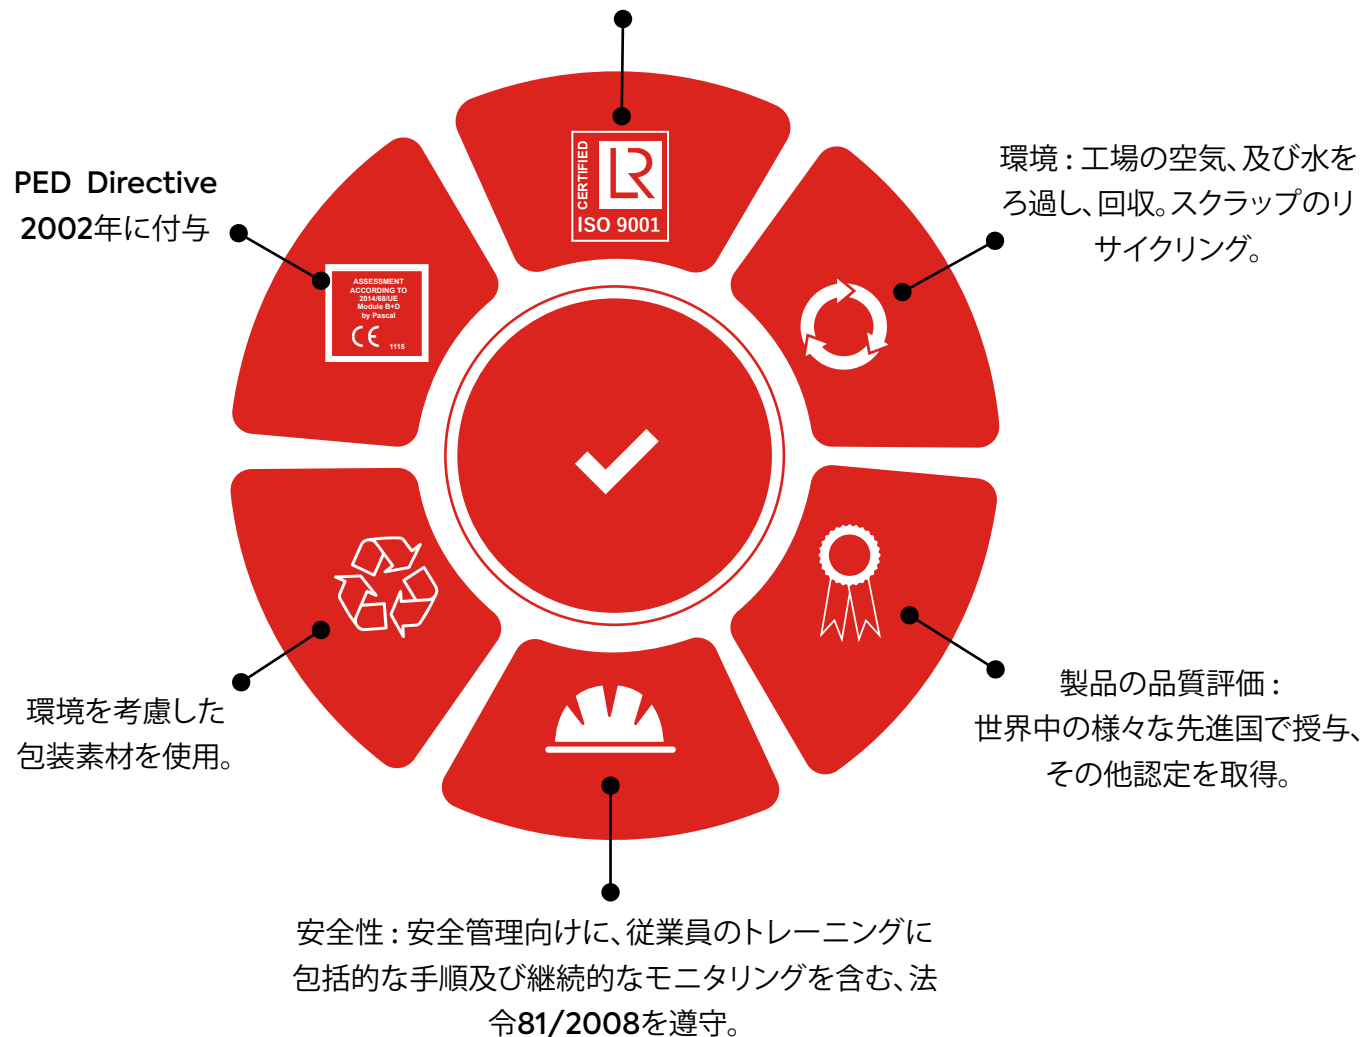 CERTIFIED
LR
ISO 9001
環境 : 工場の空気、及び水を
ろ過し、回収。スクラップのリ
サイクリング。
PED Directive
2002年に付与
ASSESSMENT
ACCORDING TO
2014/68/UE
Module B+D
by Pascal
CE 1115
環境を考慮した
包装素材を使用。
製品の品質評価 :
世界中の様々な先進国で授与、
その他認定を取得。
安全性 : 安全管理向けに、従業員のトレーニングに
包括的な手順及び継続的なモニタリングを含む、法
令81/2008を遵守。